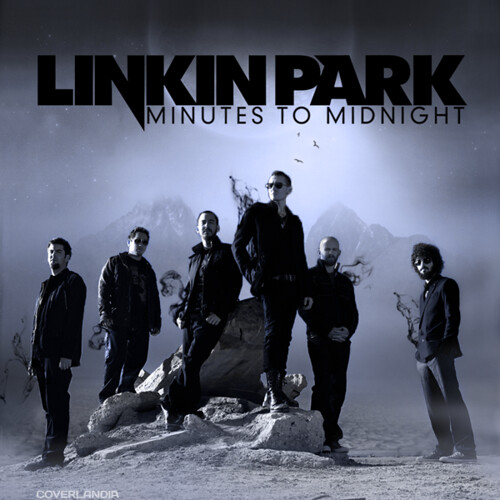 LINKIN PARK
MINUTES TO MIDNIGHT
COVERLANDIA